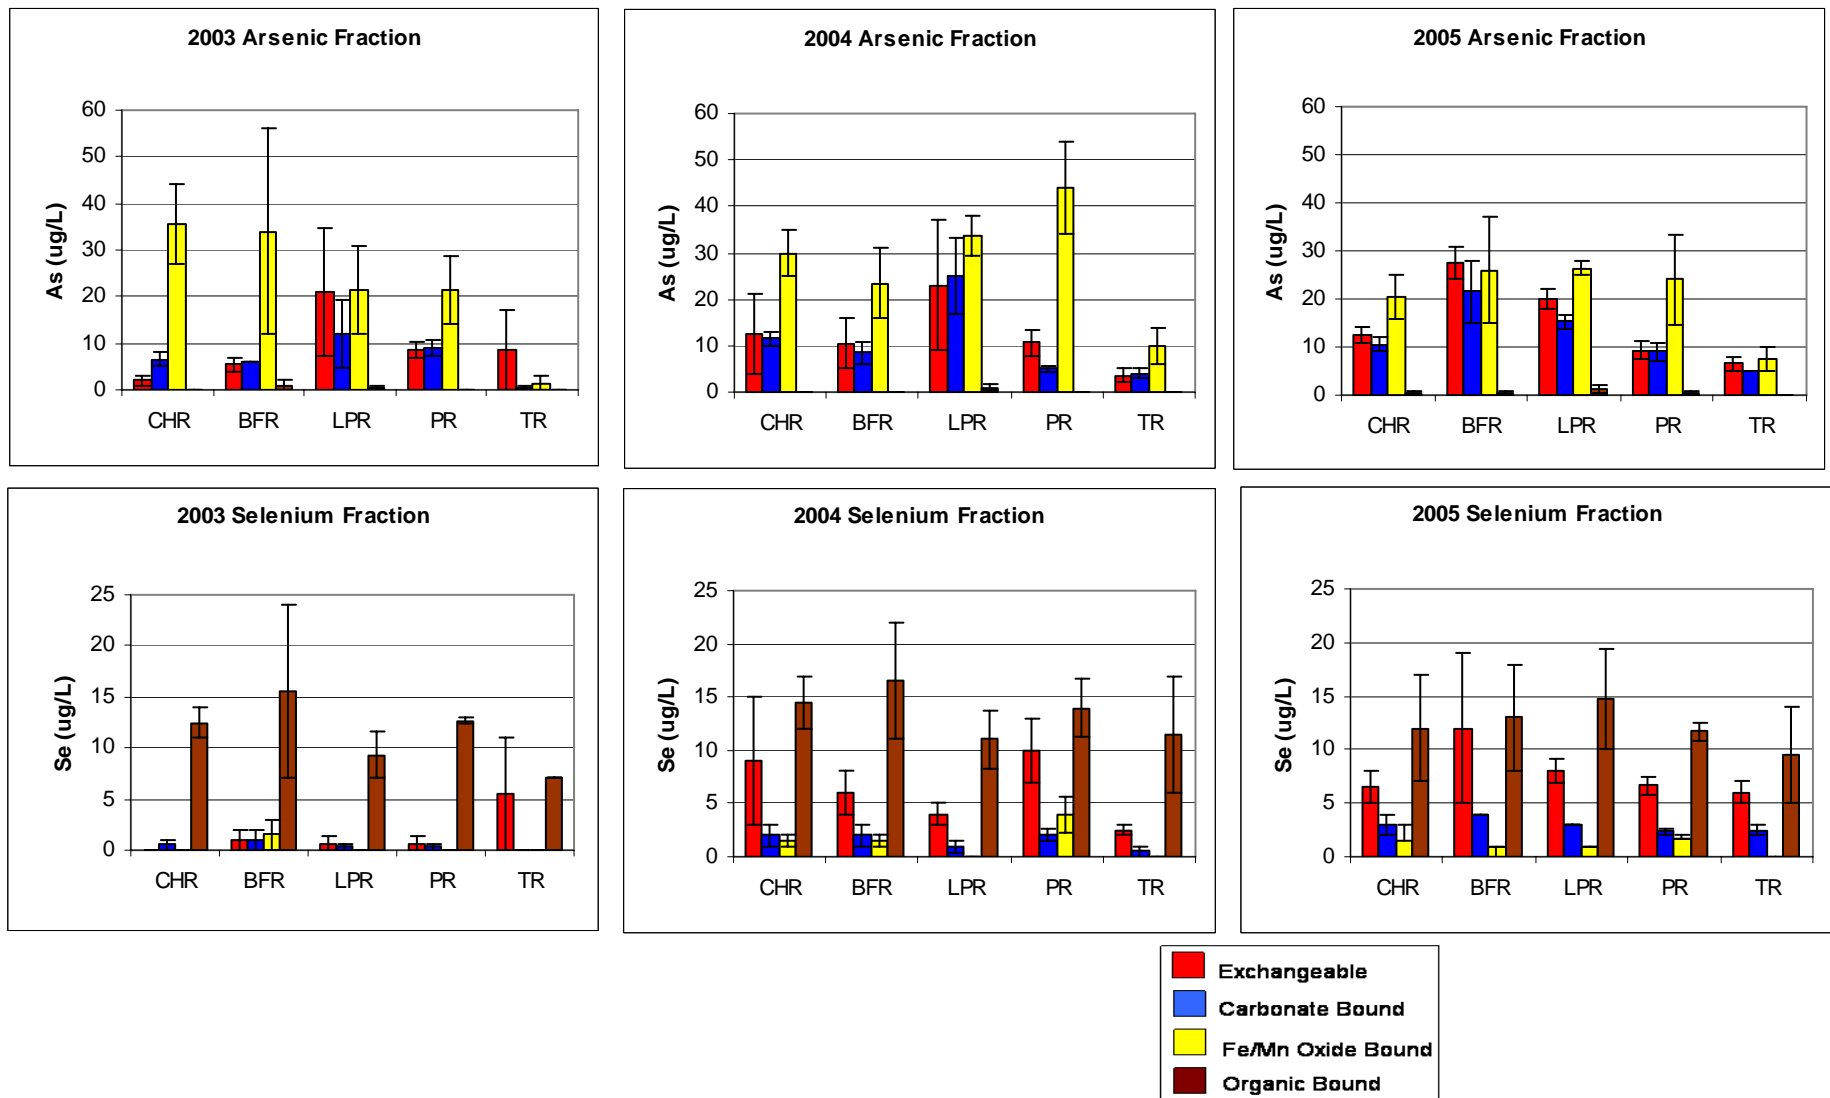 2003 Arsenic Fraction
60
50
40
30
20
10
0
As (ug/L)
CHR BFR LPR PR TR
2004 Arsenic Fraction
60
50
40
30
20
10
0
As (ug/L)
CHR BFR LPR PR TR
2005 Arsenic Fraction
60
50
40
30
20
10
0
As (ug/L)
CHR BFR LPR PR TR
2003 Selenium Fraction
25
20
15
10
5
0
Se (ug/L)
CHR BFR LPR PR TR
2004 Selenium Fraction
25
20
15
10
5
0
Se (ug/L)
CHR BFR LPR PR TR
2005 Selenium Fraction
25
20
15
10
5
0
Se (ug/L)
CHR BFR LPR PR TR
Exchangeable
Carbonate Bound
Fe/Mn Oxide Bound
Organic Bound